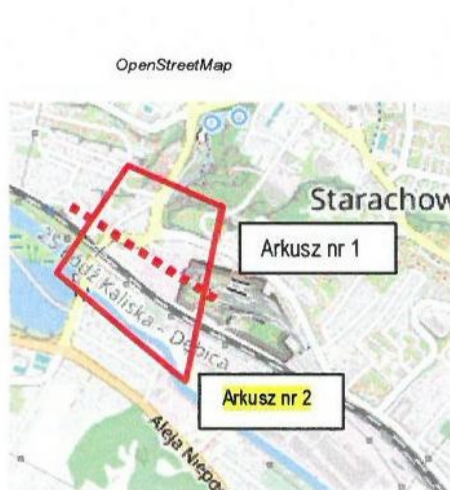 OpenStreetMap
Starachow
Arkusz nr 1
25 Łódź Kaliska - Dębica
Arkusz nr 2
Aleja Niepo